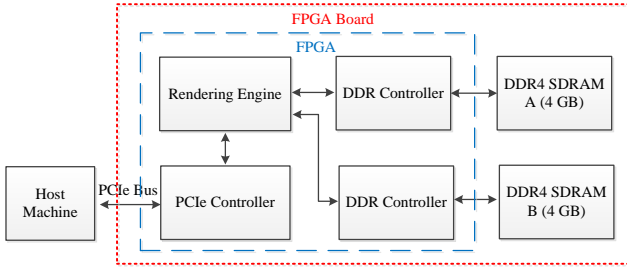 FPGA Board
FPGA
Rendering Engine
DDR Controller
DDR4 SDRAM
A (4 GB)
Host
Machine
PCIe Bus
PCIe Controller
DDR Controller
DDR4 SDRAM
B (4 GB)